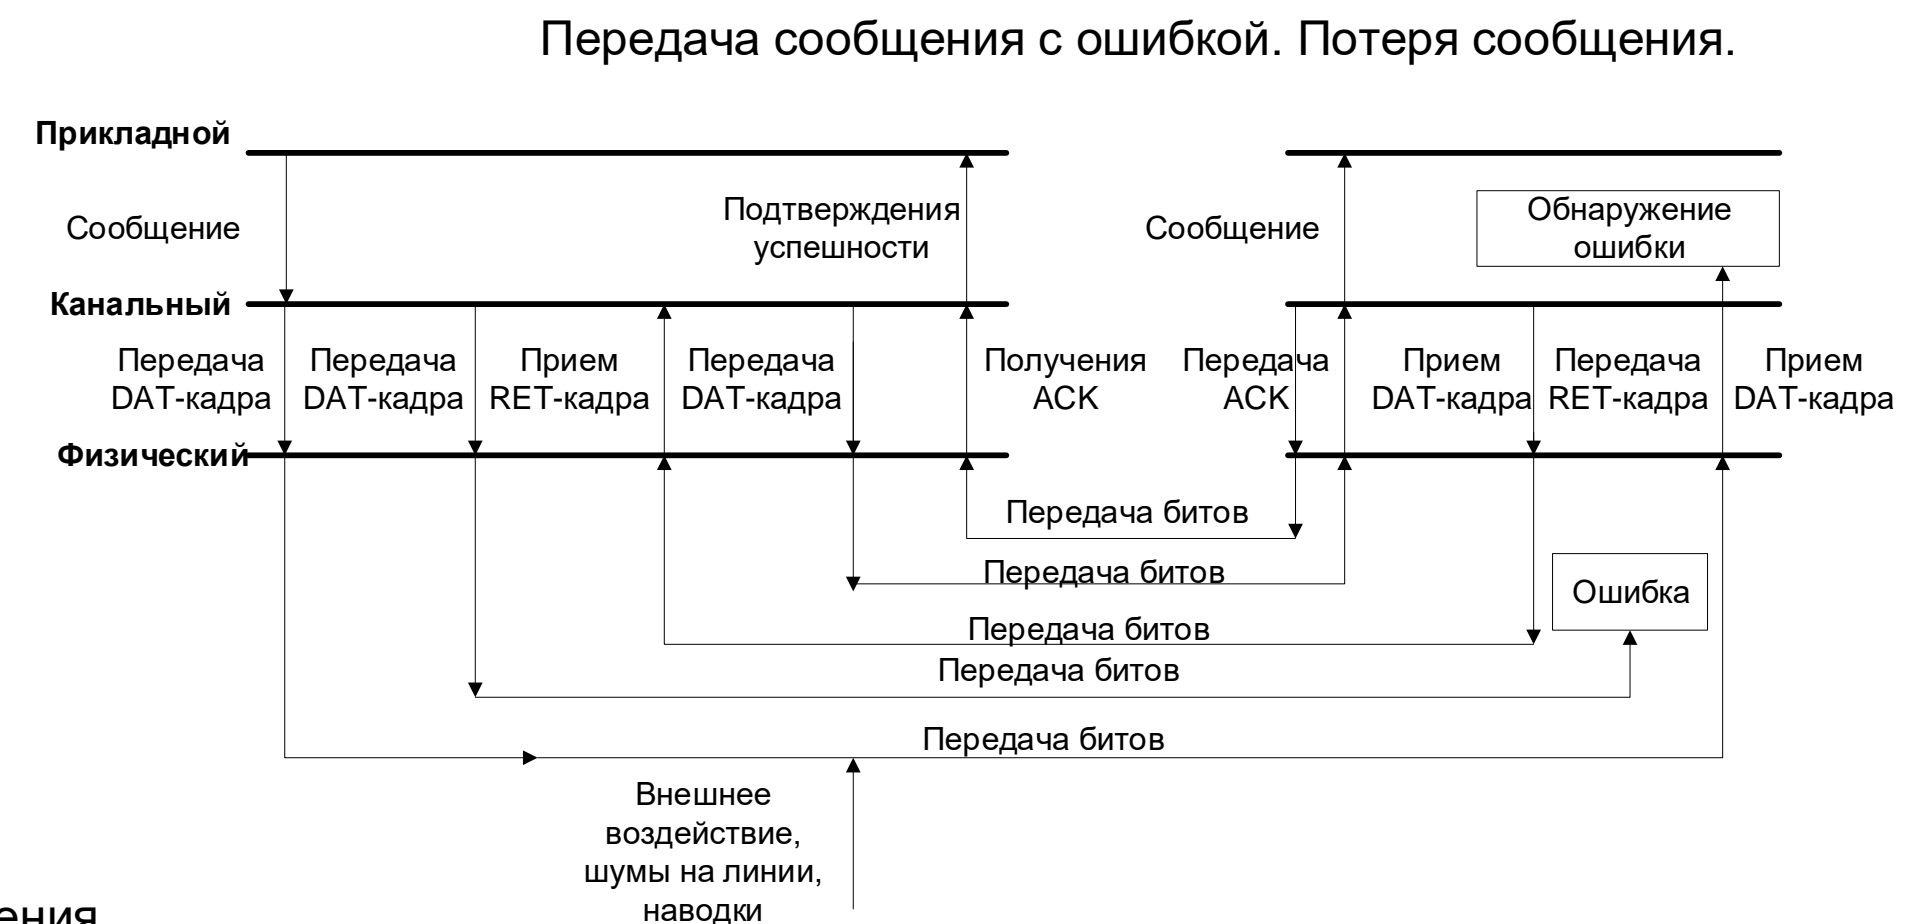 Передача сообщения с ошибкой. Потеря сообщения.
Прикладной
Сообщение
Подтверждения
успешности
Сообщение
Обнаружение
ошибки
Канальный
Передача
DAT-кадра
Передача
DAT-кадра
Прием
RET-кадра
Передача
DAT-кадра
Получения
ACK
Передача
ACK
Прием
DAT-кадра
Передача
RET-кадра
Прием
DAT-кадра
Физический
Передача битов
Передача битов
Ошибка
Передача битов
Передача битов
Передача битов
Внешнее
воздействие,
шумы на линии,
наводки